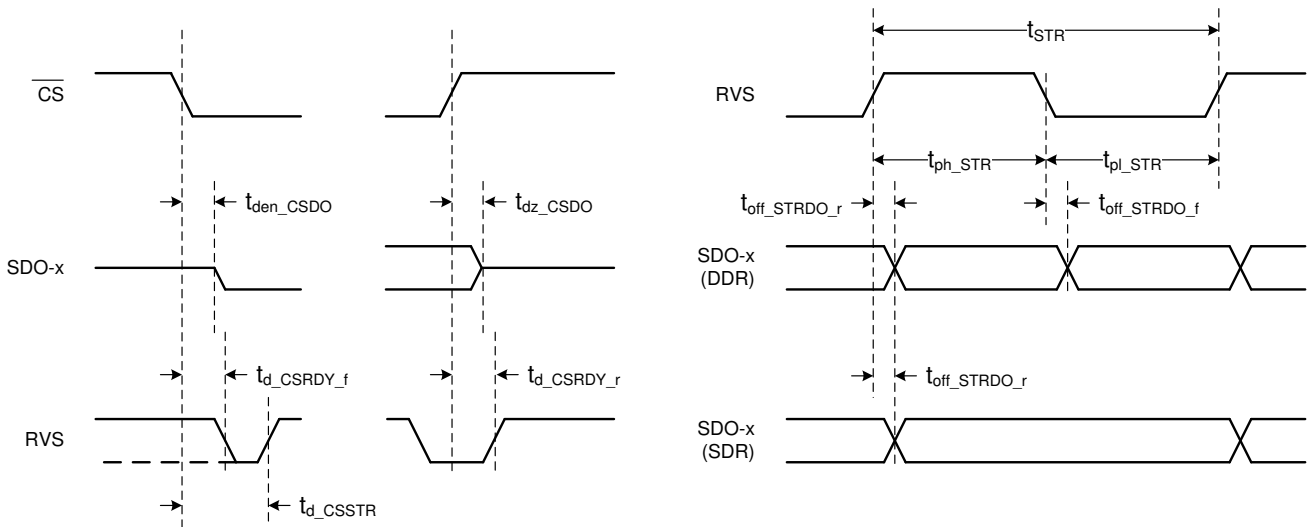 CS
t_den_CSDO
t_dz_CSDO
SDO-x
t_d_CSRDY_f
t_d_CSRDY_r
RVS
t_d_CSSTR
t_STR
RVS
t_ph_STR
t_pl_STR
t_off_STRDO_r
t_off_STRDO_f
SDO-x
(DDR)
t_off_STRDO_r
SDO-x
(SDR)